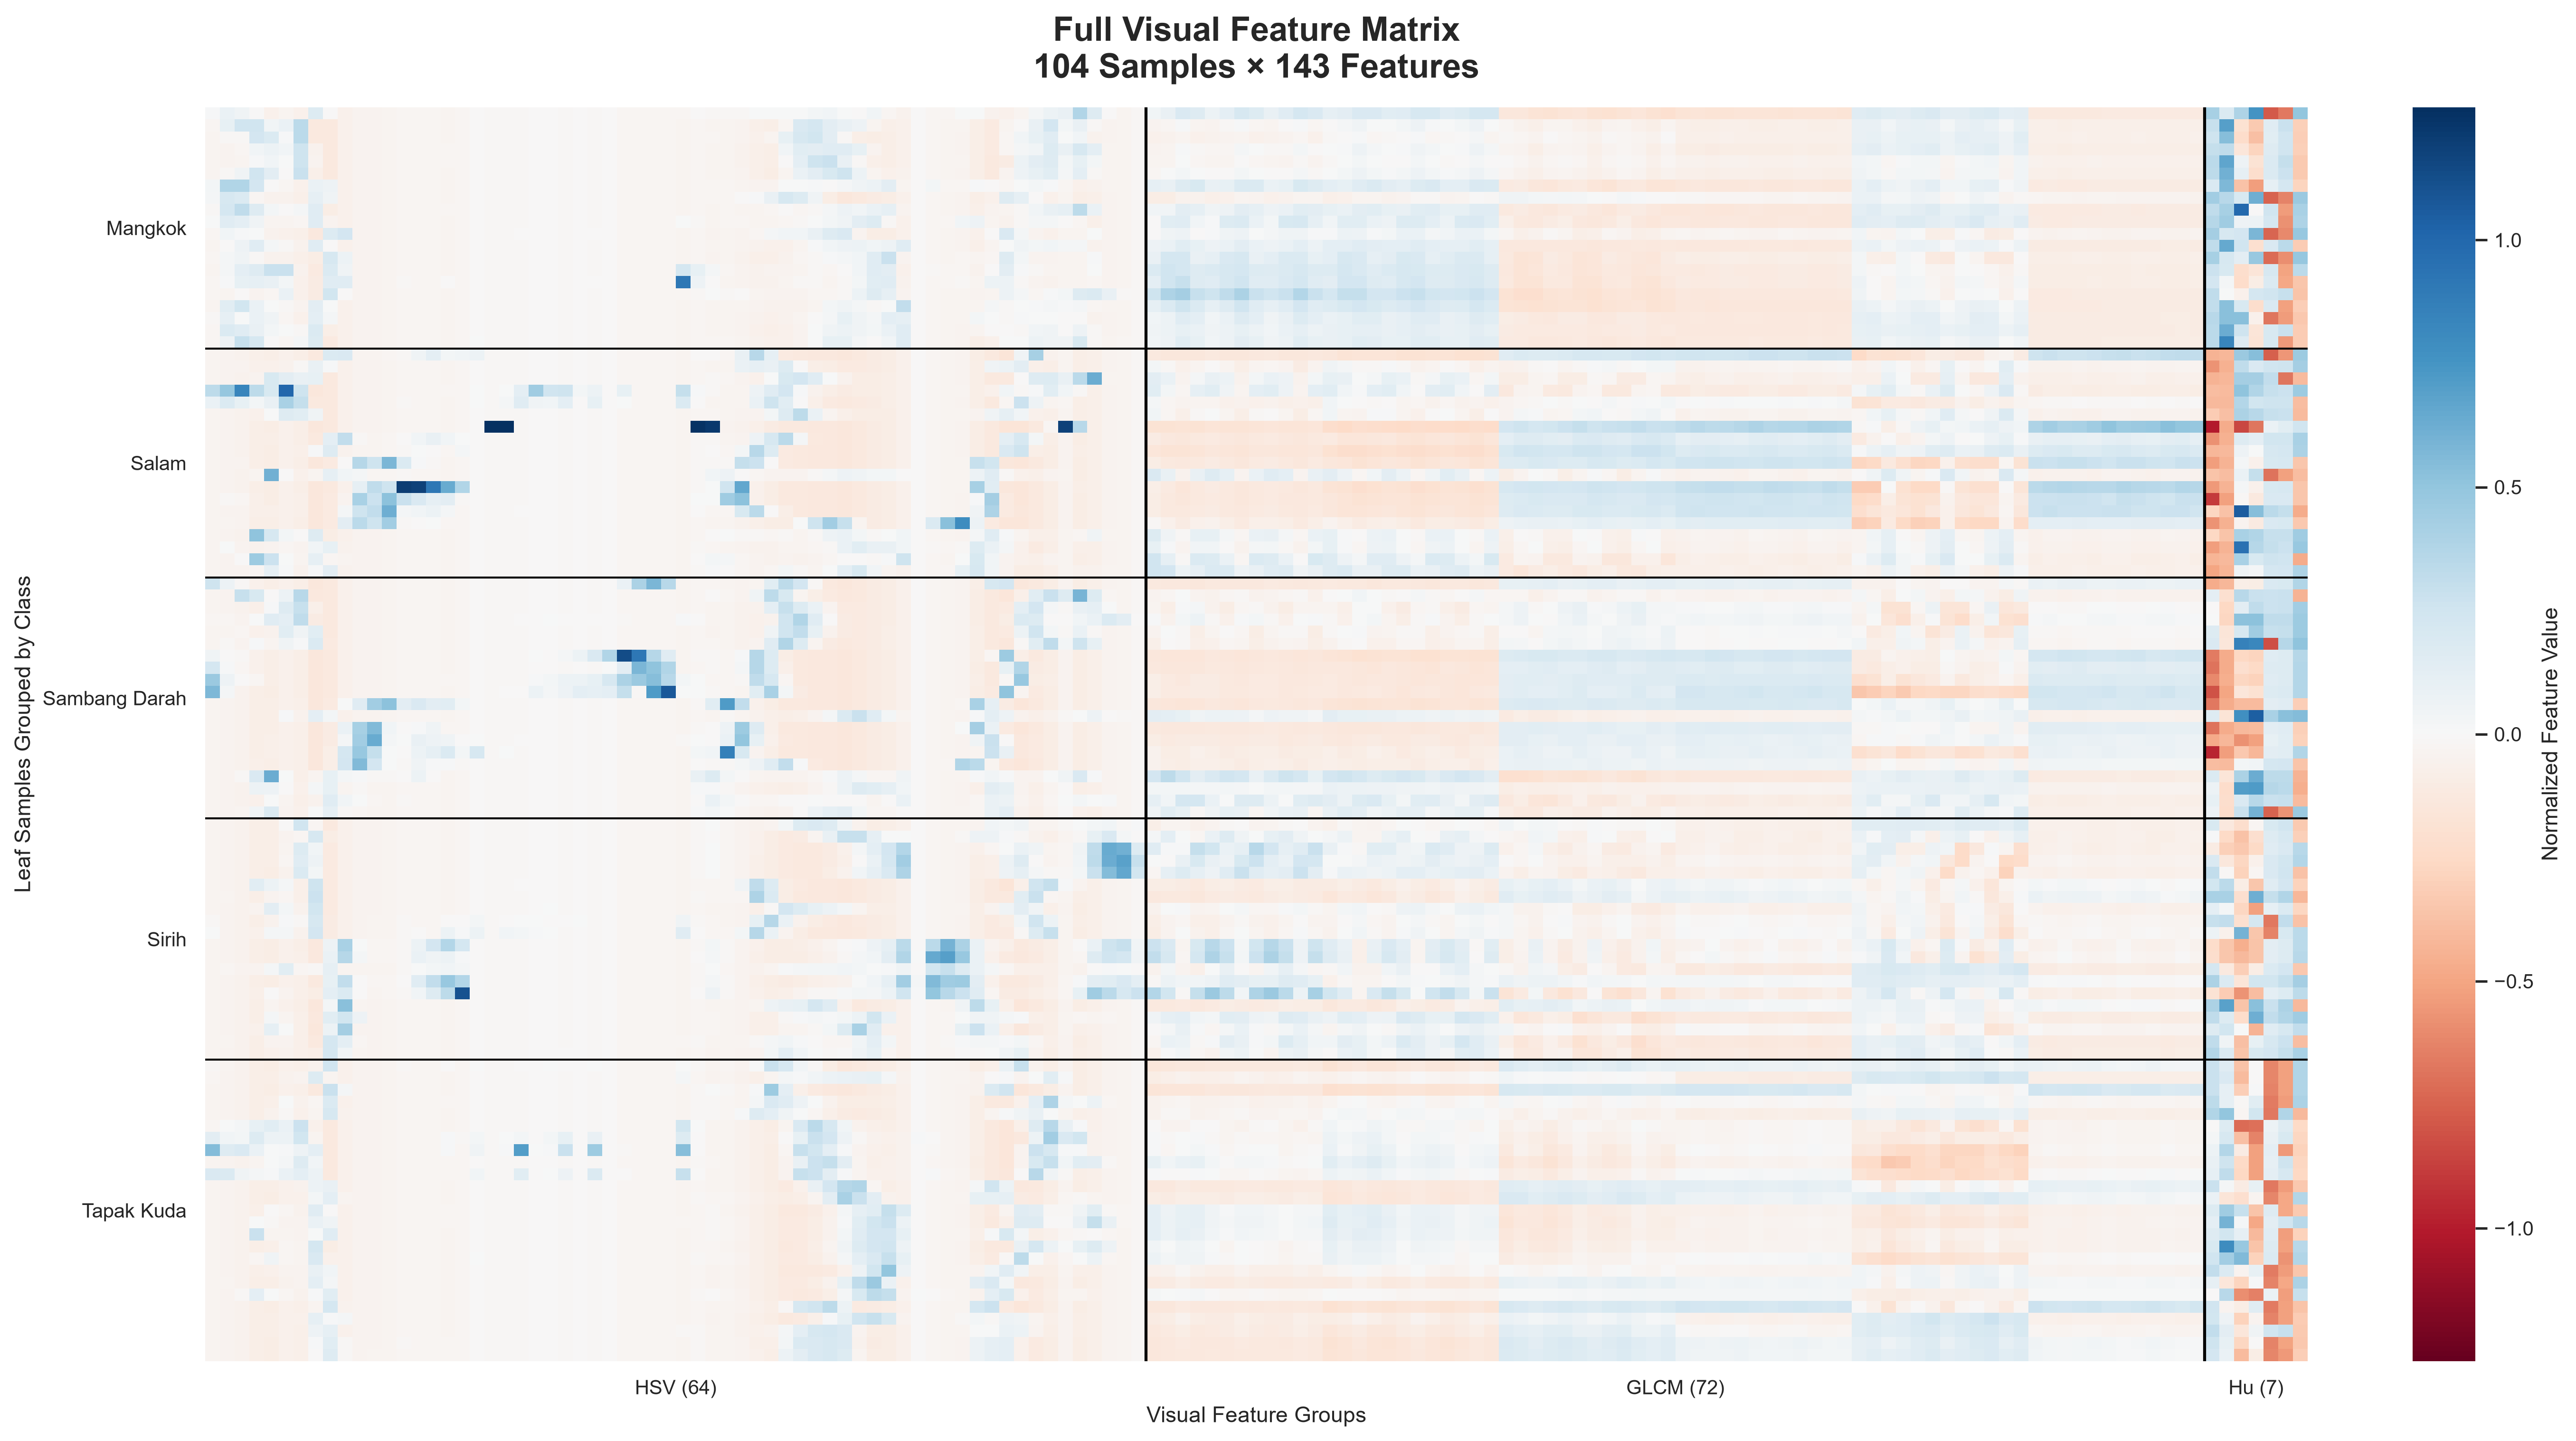 Full Visual Feature Matrix
104 Samples × 143 Features
Leaf Samples Grouped by Class
Mangkok
Salam
Sambang Darah
Sirih
Tapak Kuda
HSV (64)
GLCM (72)
Hu (7)
Visual Feature Groups
1.0
0.5
0.0
−0.5
−1.0
Normalized Feature Value